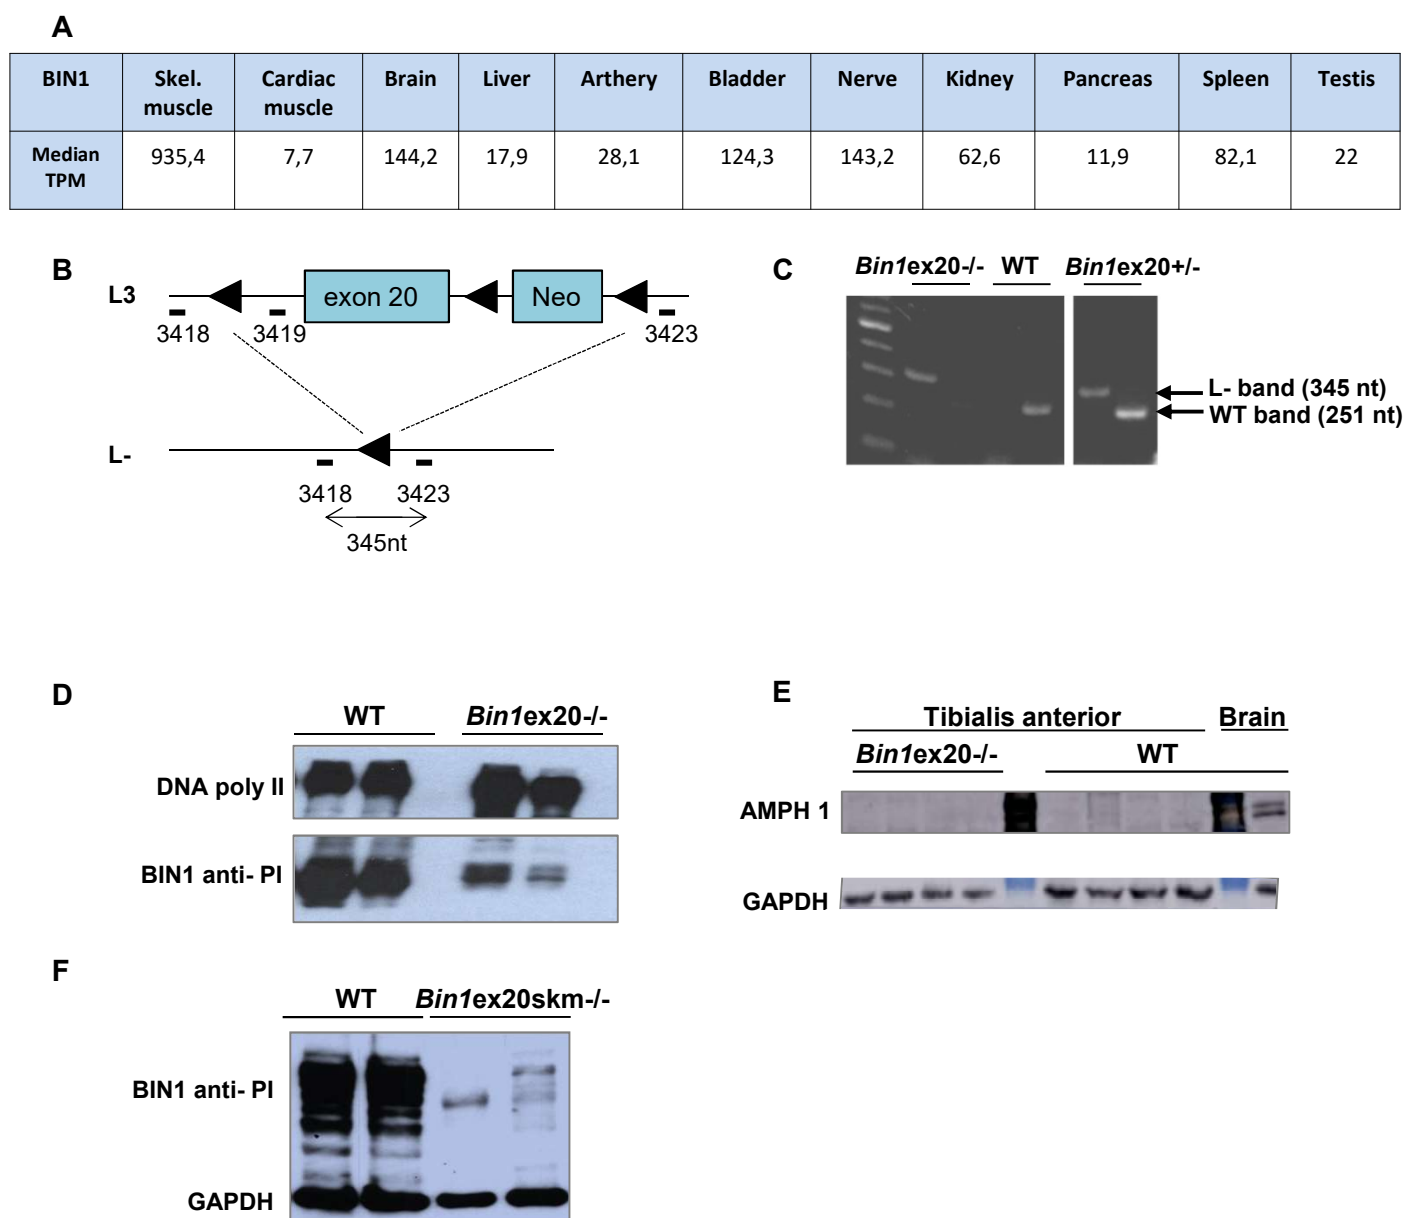 A
BIN1 Skel. muscle Cardiac muscle Brain Liver Arthery Bladder Nerve Kidney Pancreas Spleen Testis
Median TPM 935,4 7,7 144,2 17,9 28,1 124,3 143,2 62,6 11,9 82,1 22
B
L3
exon 20 Neo
3418 3419 3423
L-
3418 3423
345nt
C
Bin1ex20-/- WT Bin1ex20+/-
L- band (345 nt)
WT band (251 nt)
D
WT Bin1ex20-/-
DNA poly II
BIN1 anti- PI
E
Tibialis anterior Brain
Bin1ex20-/- WT
AMPH 1
GAPDH
F
WT Bin1ex20skm-/-
BIN1 anti- PI
GAPDH